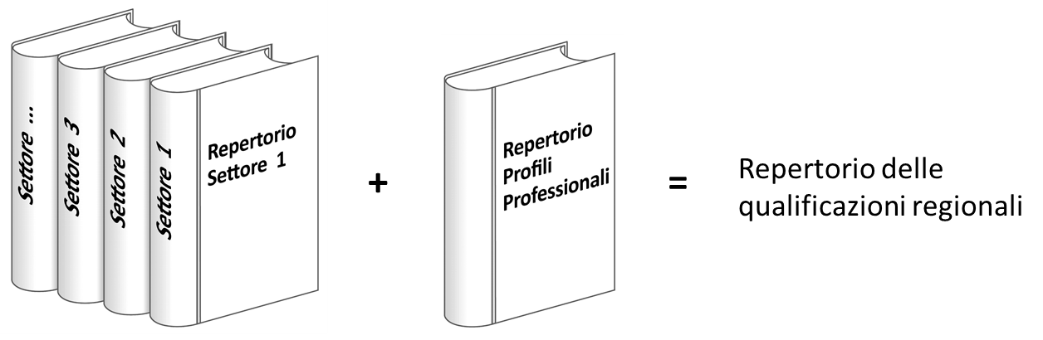 Settore ...
Settore 3
Settore 2
Settore 1
Repertorio
Settore 1
+
Repertorio
Profili
Professionali
=
Repertorio delle
qualificazioni regionali